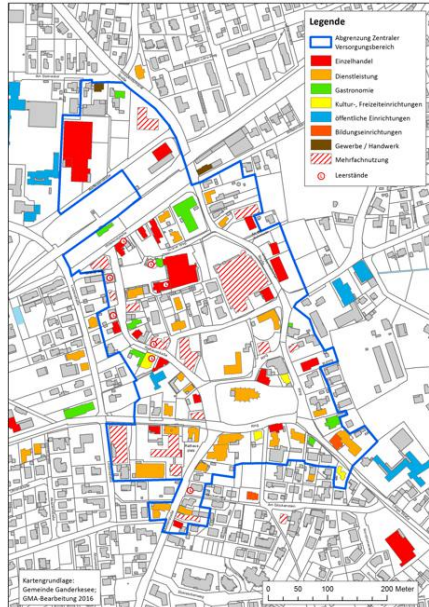 Legende
Abgrenzung Zentraler
Versorgungsbereich
Einzelhandel
Dienstleistung
Gastronomie
Kultur-, Freizeiteinrichtungen
öffentliche Einrichtungen
Bildungseinrichtungen
Gewerbe / Handwerk
Mehrfachnutzung
Leerstände
Kartengrundlage:
Gemeinde Ganderkesee;
GMA-Bearbeitung 2016
0 50 100 200 Meter